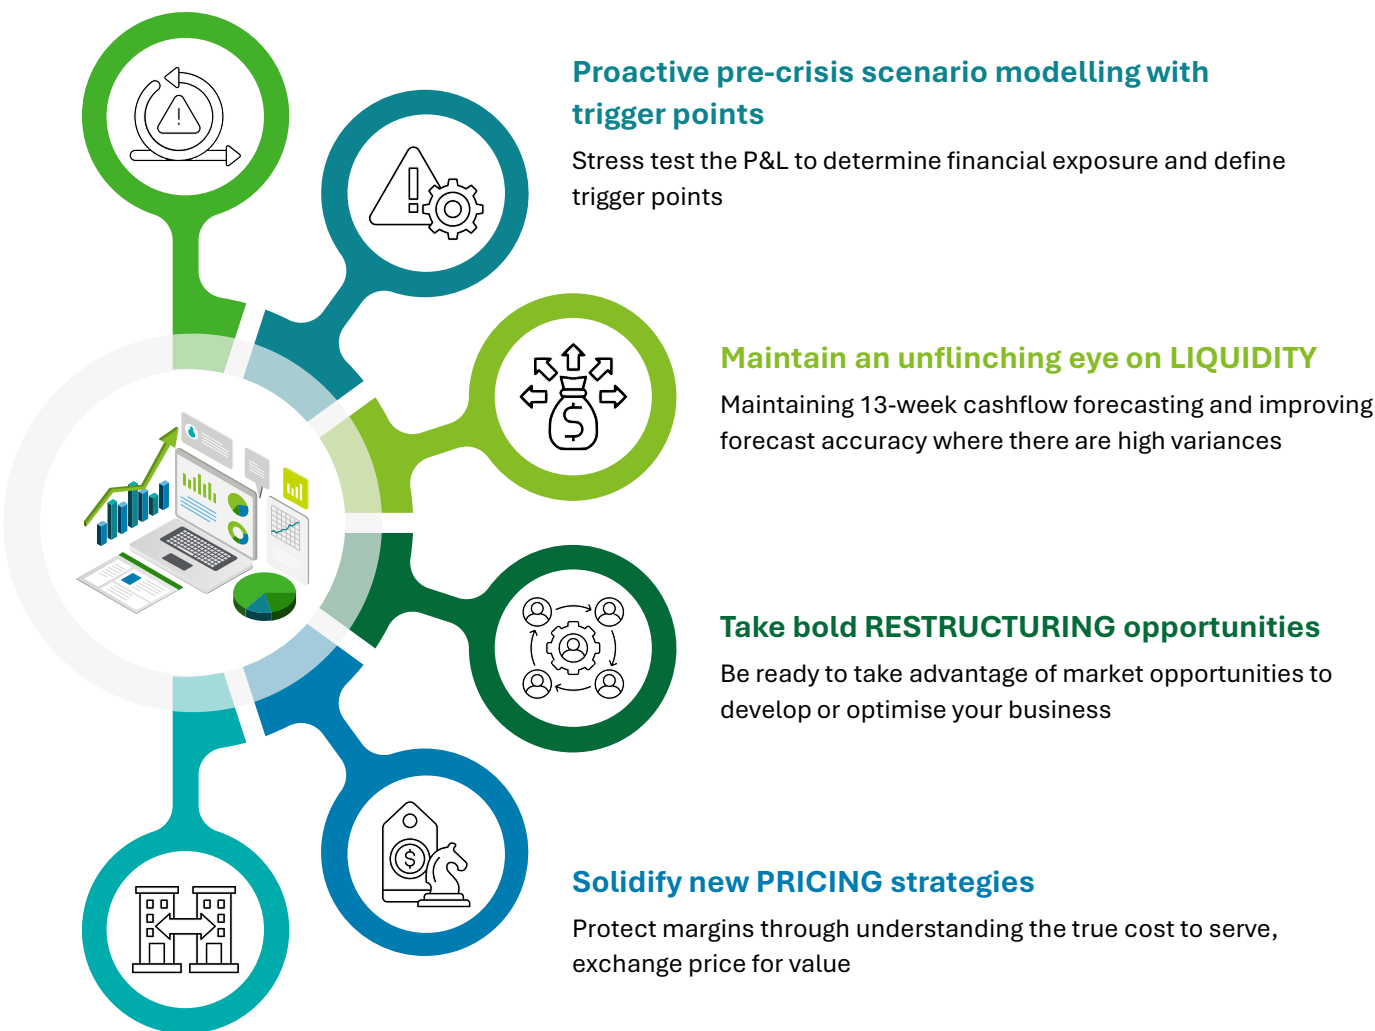 Proactive pre-crisis scenario modelling with
trigger points
Stress test the P&L to determine financial exposure and define
trigger points
Maintain an unflinching eye on LIQUIDITY
Maintaining 13-week cashflow forecasting and improving
forecast accuracy where there are high variances
Take bold RESTRUCTURING opportunities
Be ready to take advantage of market opportunities to
develop or optimise your business
Solidify new PRICING strategies
Protect margins through understanding the true cost to serve,
exchange price for value